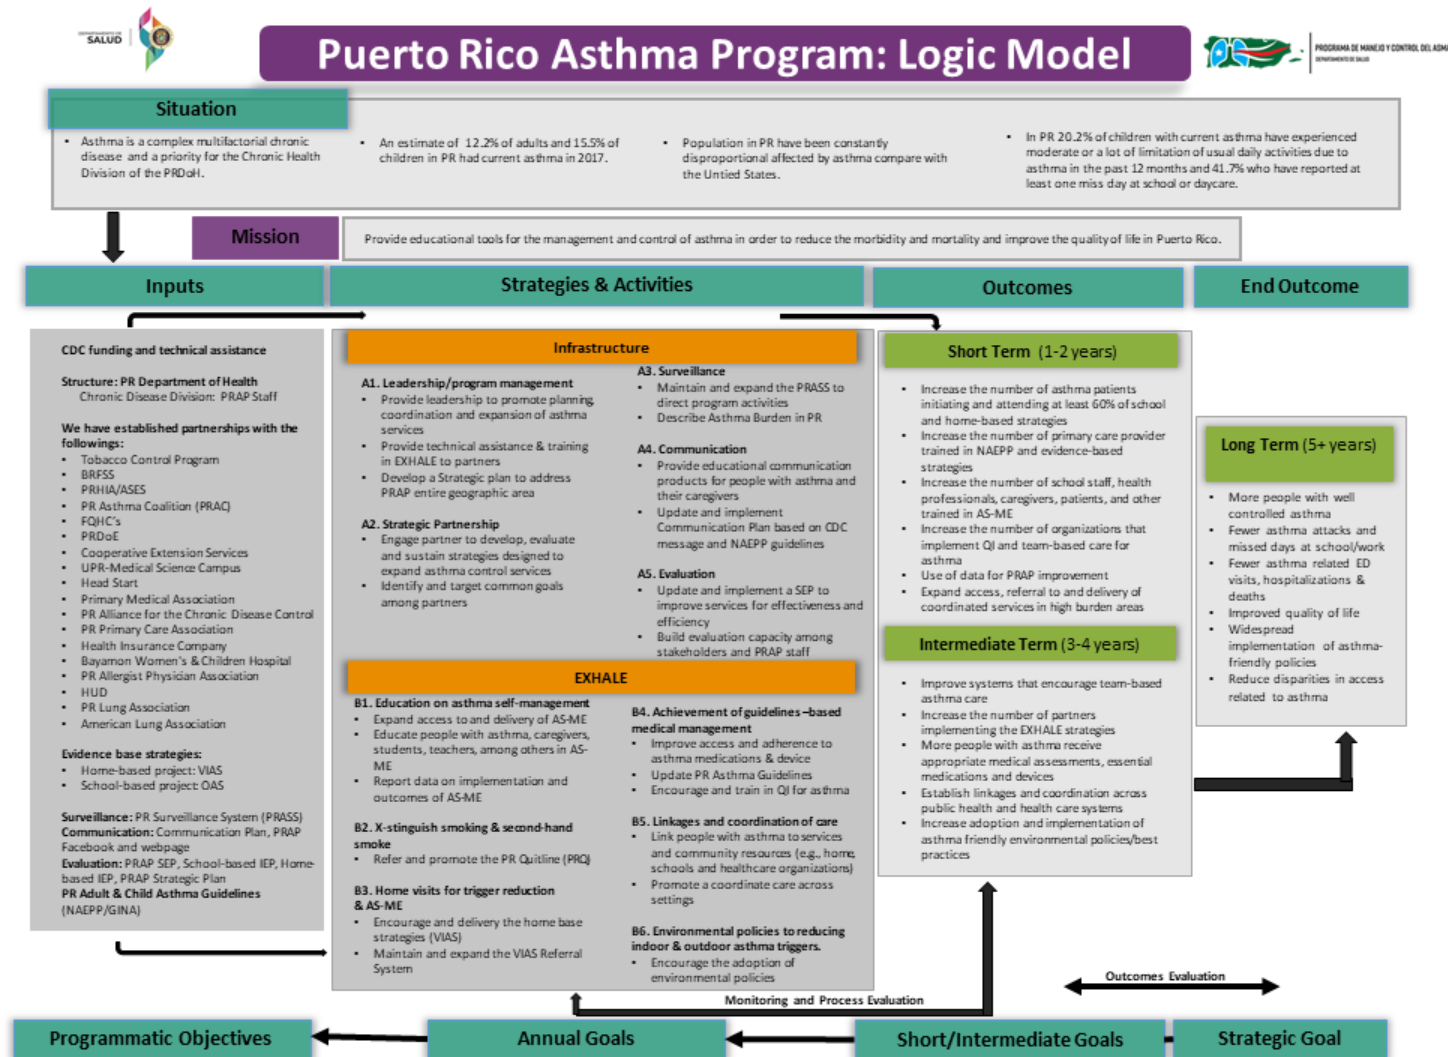 DEPARTAMENTO DE
SALUD
Puerto Rico Asthma Program: Logic Model
PROGRAMA DE MANEJO Y CONTROL DEL ASMA
DEPARTAMENTO DE SALUD
Situation
• Asthma is a complex multifactorial chronic
disease and a priority for the Chronic Health
Division of the PRDoH.
• An estimate of 12.2% of adults and 15.5% of
children in PR had current asthma in 2017.
• Population in PR have been constantly
disproportional affected by asthma compare with
the Untied States.
• In PR 20.2% of children with current asthma have experienced
moderate or a lot of limitation of usual daily activities due to
asthma in the past 12 months and 41.7% who have reported at
least one miss day at school or daycare.
Mission
Provide educational tools for the management and control of asthma in order to reduce the morbidity and mortality and improve the quality of life in Puerto Rico.
Inputs
CDC funding and technical assistance
Structure: PR Department of Health
Chronic Disease Division: PRAP Staff
We have established partnerships with the
followings:
• Tobacco Control Program
• BRFSS
• PRHIA/ASES
• PR Asthma Coalition (PRAC)
• FQHC´s
• PRDoE
• Cooperative Extension Services
• UPR-Medical Science Campus
• Head Start
• Primary Medical Association
• PR Alliance for the Chronic Disease Control
• PR Primary Care Association
• Health Insurance Company
• Bayamon Women's & Children Hospital
• PR Allergist Physician Association
• HUD
• PR Lung Association
• American Lung Association
Evidence base strategies:
• Home-based project: VIAS
• School-based project: OAS
Surveillance: PR Surveillance System (PRASS)
Communication: Communication Plan, PRAP
Facebook and webpage
Evaluation: PRAP SEP, School-based IEP, Home-
based IEP, PRAP Strategic Plan
PR Adult & Child Asthma Guidelines
(NAEPP/GINA)
Strategies & Activities
Infrastructure
A1. Leadership/program management
• Provide leadership to promote planning,
coordination and expansion of asthma
services
• Provide technical assistance & training
in EXHALE to partners
• Develop a Strategic plan to address
PRAP entire geographic area
A2. Strategic Partnership
• Engage partner to develop, evaluate
and sustain strategies designed to
expand asthma control services
• Identify and target common goals
among partners
A3. Surveillance
• Maintain and expand the PRASS to
direct program activities
• Describe Asthma Burden in PR
A4. Communication
• Provide educational communication
products for people with asthma and
their caregivers
• Update and implement
Communication Plan based on CDC
message and NAEPP guidelines
A5. Evaluation
• Update and implement a SEP to
improve services for effectiveness and
efficiency
• Build evaluation capacity among
stakeholders and PRAP staff
EXHALE
B1. Education on asthma self-management
• Expand access to and delivery of AS-ME
• Educate people with asthma, caregivers,
students, teachers, among others in AS-
ME
• Report data on implementation and
outcomes of AS-ME
B2. X-stinguish smoking & second-hand
smoke
• Refer and promote the PR Quitline (PRQ)
B3. Home visits for trigger reduction
& AS-ME
• Encourage and delivery the home base
strategies (VIAS)
• Maintain and expand the VIAS Referral
System
B4. Achievement of guidelines –based
medical management
• Improve access and adherence to
asthma medications & device
• Update PR Asthma Guidelines
• Encourage and train in QI for asthma
B5. Linkages and coordination of care
• Link people with asthma to services
and community resources (e.g., home,
schools and healthcare organizations)
• Promote a coordinate care across
settings
B6. Environmental policies to reducing
indoor & outdoor asthma triggers.
• Encourage the adoption of
environmental policies
Outcomes
Short Term (1-2 years)
• Increase the number of asthma patients
initiating and attending at least 60% of school
and home-based strategies
• Increase the number of primary care provider
trained in NAEPP and evidence-based
strategies
• Increase the number of school staff, health
professionals, caregivers, patients, and other
trained in AS-ME
• Increase the number of organizations that
implement QI and team-based care for
asthma
• Use of data for PRAP improvement
• Expand access, referral to and delivery of
coordinated services in high burden areas
Intermediate Term (3-4 years)
• Improve systems that encourage team-based
asthma care
• Increase the number of partners
implementing the EXHALE strategies
• More people with asthma receive
appropriate medical assessments, essential
medications and devices
• Establish linkages and coordination across
public health and health care systems
• Increase adoption and implementation of
asthma friendly environmental policies/best
practices
End Outcome
Long Term (5+ years)
• More people with well
controlled asthma
• Fewer asthma attacks and
missed days at school/work
• Fewer asthma related ED
visits, hospitalizations &
deaths
• Improved quality of life
• Widespread
implementation of asthma-
friendly policies
• Reduce disparities in access
related to asthma
Outcomes Evaluation
Monitoring and Process Evaluation
Programmatic Objectives
Annual Goals
Short/Intermediate Goals
Strategic Goal